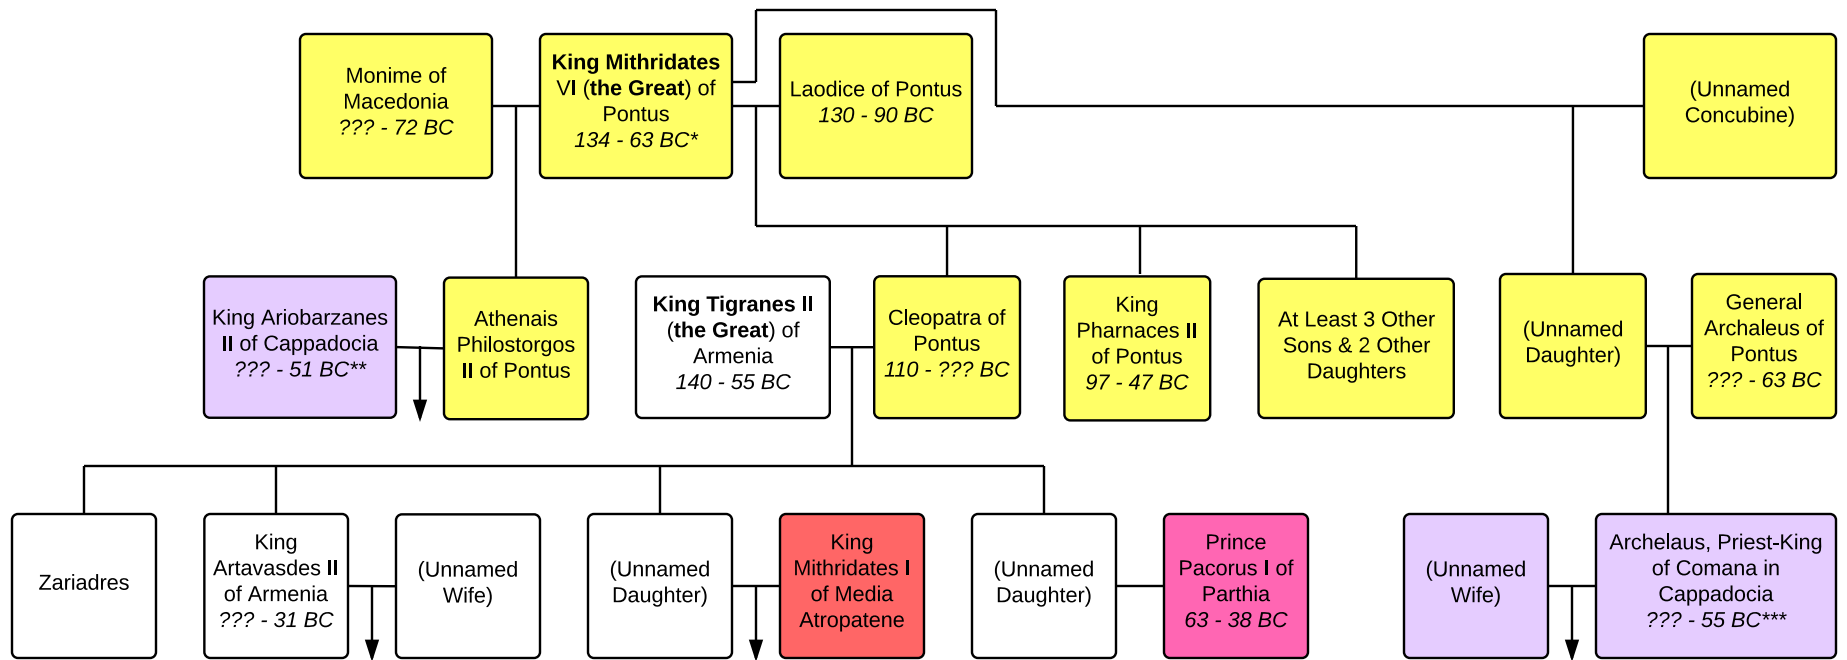 Monime of
Macedonia
??? - 72 BC
King Mithridates
VI (the Great) of
Pontus
134 - 63 BC*
Laodice of Pontus
130 - 90 BC
(Unnamed
Concubine)
King Ariobarzanes
II of Cappadocia
??? - 51 BC**
Athenais
Philostorgos
II of Pontus
King Tigranes II
(the Great) of
Armenia
140 - 55 BC
Cleopatra of
Pontus
110 - ??? BC
King
Pharnaces II
of Pontus
97 - 47 BC
At Least 3 Other
Sons & 2 Other
Daughters
(Unnamed
Daughter)
General
Archaleus of
Pontus
??? - 63 BC
Zariadres
King
Artavasdes II
of Armenia
??? - 31 BC
(Unnamed
Wife)
(Unnamed
Daughter)
King
Mithridates I
of Media
Atropatene
(Unnamed
Daughter)
Prince
Pacorus I of
Parthia
63 - 38 BC
(Unnamed
Wife)
Archelaus, Priest-King
of Comana in
Cappadocia
??? - 55 BC***